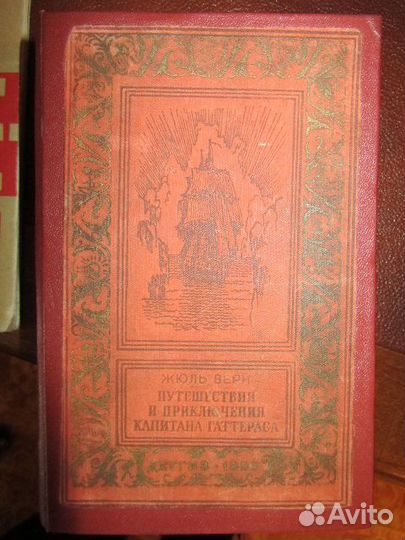 ЖЮЛЬ ВЕРН
ПУТЕШЕСТВИЯ
И ПРИКЛЮЧЕНИЯ
КАПИТАНА ГАТТЕРАСА
Avito